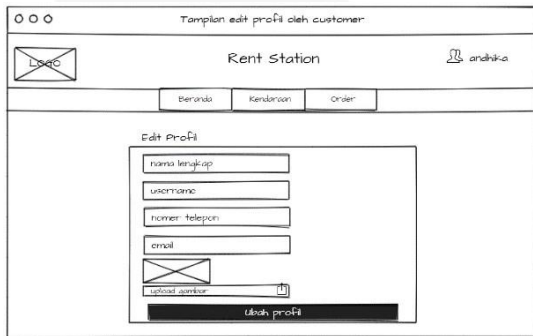 Tampilan edit profil oleh customer
Logo
Rent Station
andhika
Beranda
Kendaraan
Order
Edit Profil
nama lengkap
username
nomer telepon
email
upload gambar
Ubah profil